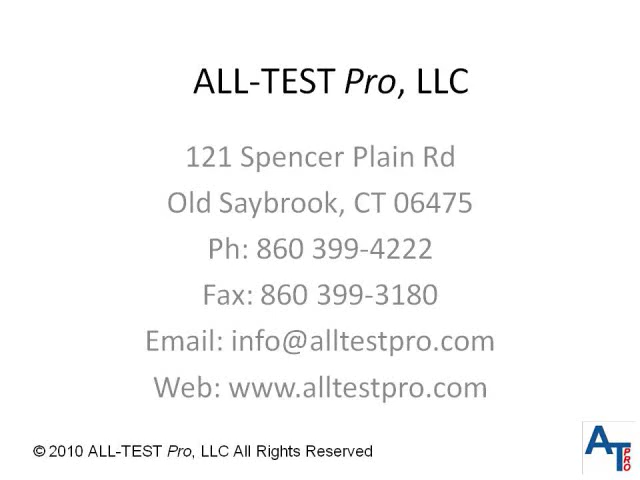 ALL-TEST Pro, LLC
121 Spencer Plain Rd
Old Saybrook, CT 06475
Ph: 860 399-4222
Fax: 860 399-3180
Email: info@alltestpro.com
Web: www.alltestpro.com
© 2010 ALL-TEST Pro, LLC All Rights Reserved
AT PRO